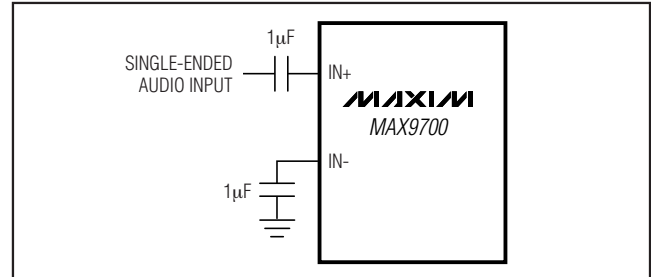 1μF
SINGLE-ENDED
AUDIO INPUT
IN+
MAXIM
MAX9700
IN-
1μF